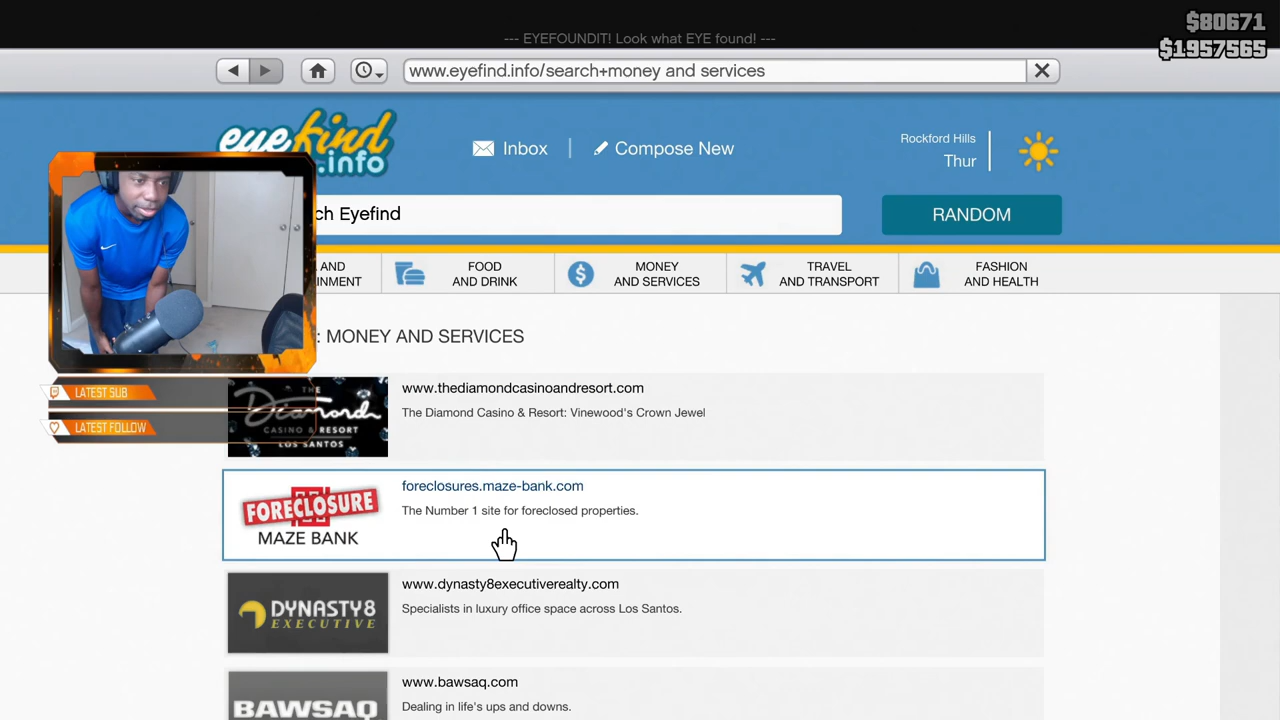 $80671
$1957565
--- EYEFOUNDIT! Look what EYE found! ---
www.eyefind.info/search+money and services
eyefind
.info
Inbox
Compose New
Rockford Hills
Thur
ch Eyefind
RANDOM
AND
INMENT
FOOD
AND DRINK
MONEY
AND SERVICES
TRAVEL
AND TRANSPORT
FASHION
AND HEALTH
: MONEY AND SERVICES
LATEST SUB
LATEST FOLLOW
THE
Diamond
CASINO & RESORT
LOS SANTOS
www.thediamondcasinoandresort.com
The Diamond Casino & Resort: Vinewood's Crown Jewel
FORECLOSURE
MAZE BANK
foreclosures.maze-bank.com
The Number 1 site for foreclosed properties.
DYNASTY 8
EXECUTIVE
www.dynasty8executiverealty.com
Specialists in luxury office space across Los Santos.
BAWSAQ
www.bawsaq.com
Dealing in life's ups and downs.